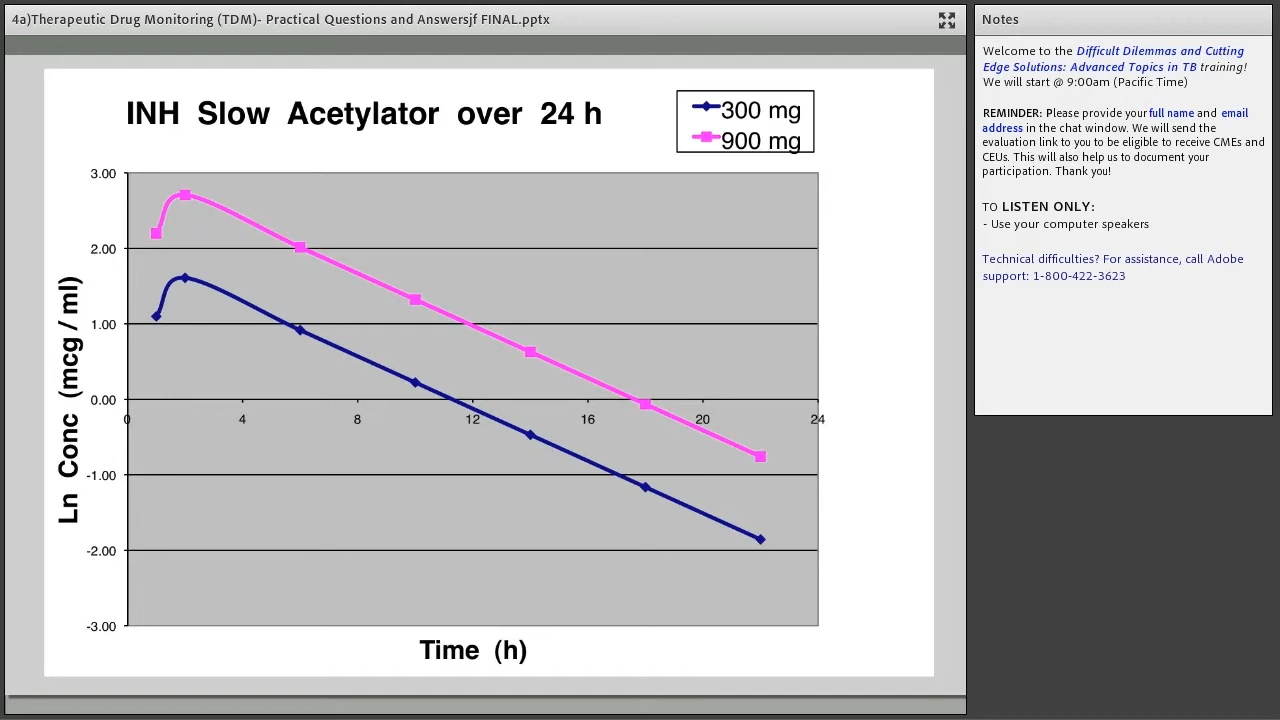 4a)Therapeutic Drug Monitoring (TDM)- Practical Questions and Answersjf FINAL.pptx
INH Slow Acetylator over 24 h
300 mg
900 mg
3.00
2.00
1.00
0.00
-1.00
-2.00
-3.00
0 4 8 12 16 20 24
Ln Conc (mcg / ml)
Time (h)
Notes
Welcome to the Difficult Dilemmas and Cutting
Edge Solutions: Advanced Topics in TB training!
We will start @ 9:00am (Pacific Time)
REMINDER: Please provide your full name and email
address in the chat window. We will send the
evaluation link to you to be eligible to receive CMEs and
CEUs. This will also help us to document your
participation. Thank you!
TO LISTEN ONLY:
- Use your computer speakers
Technical difficulties? For assistance, call Adobe
support: 1-800-422-3623